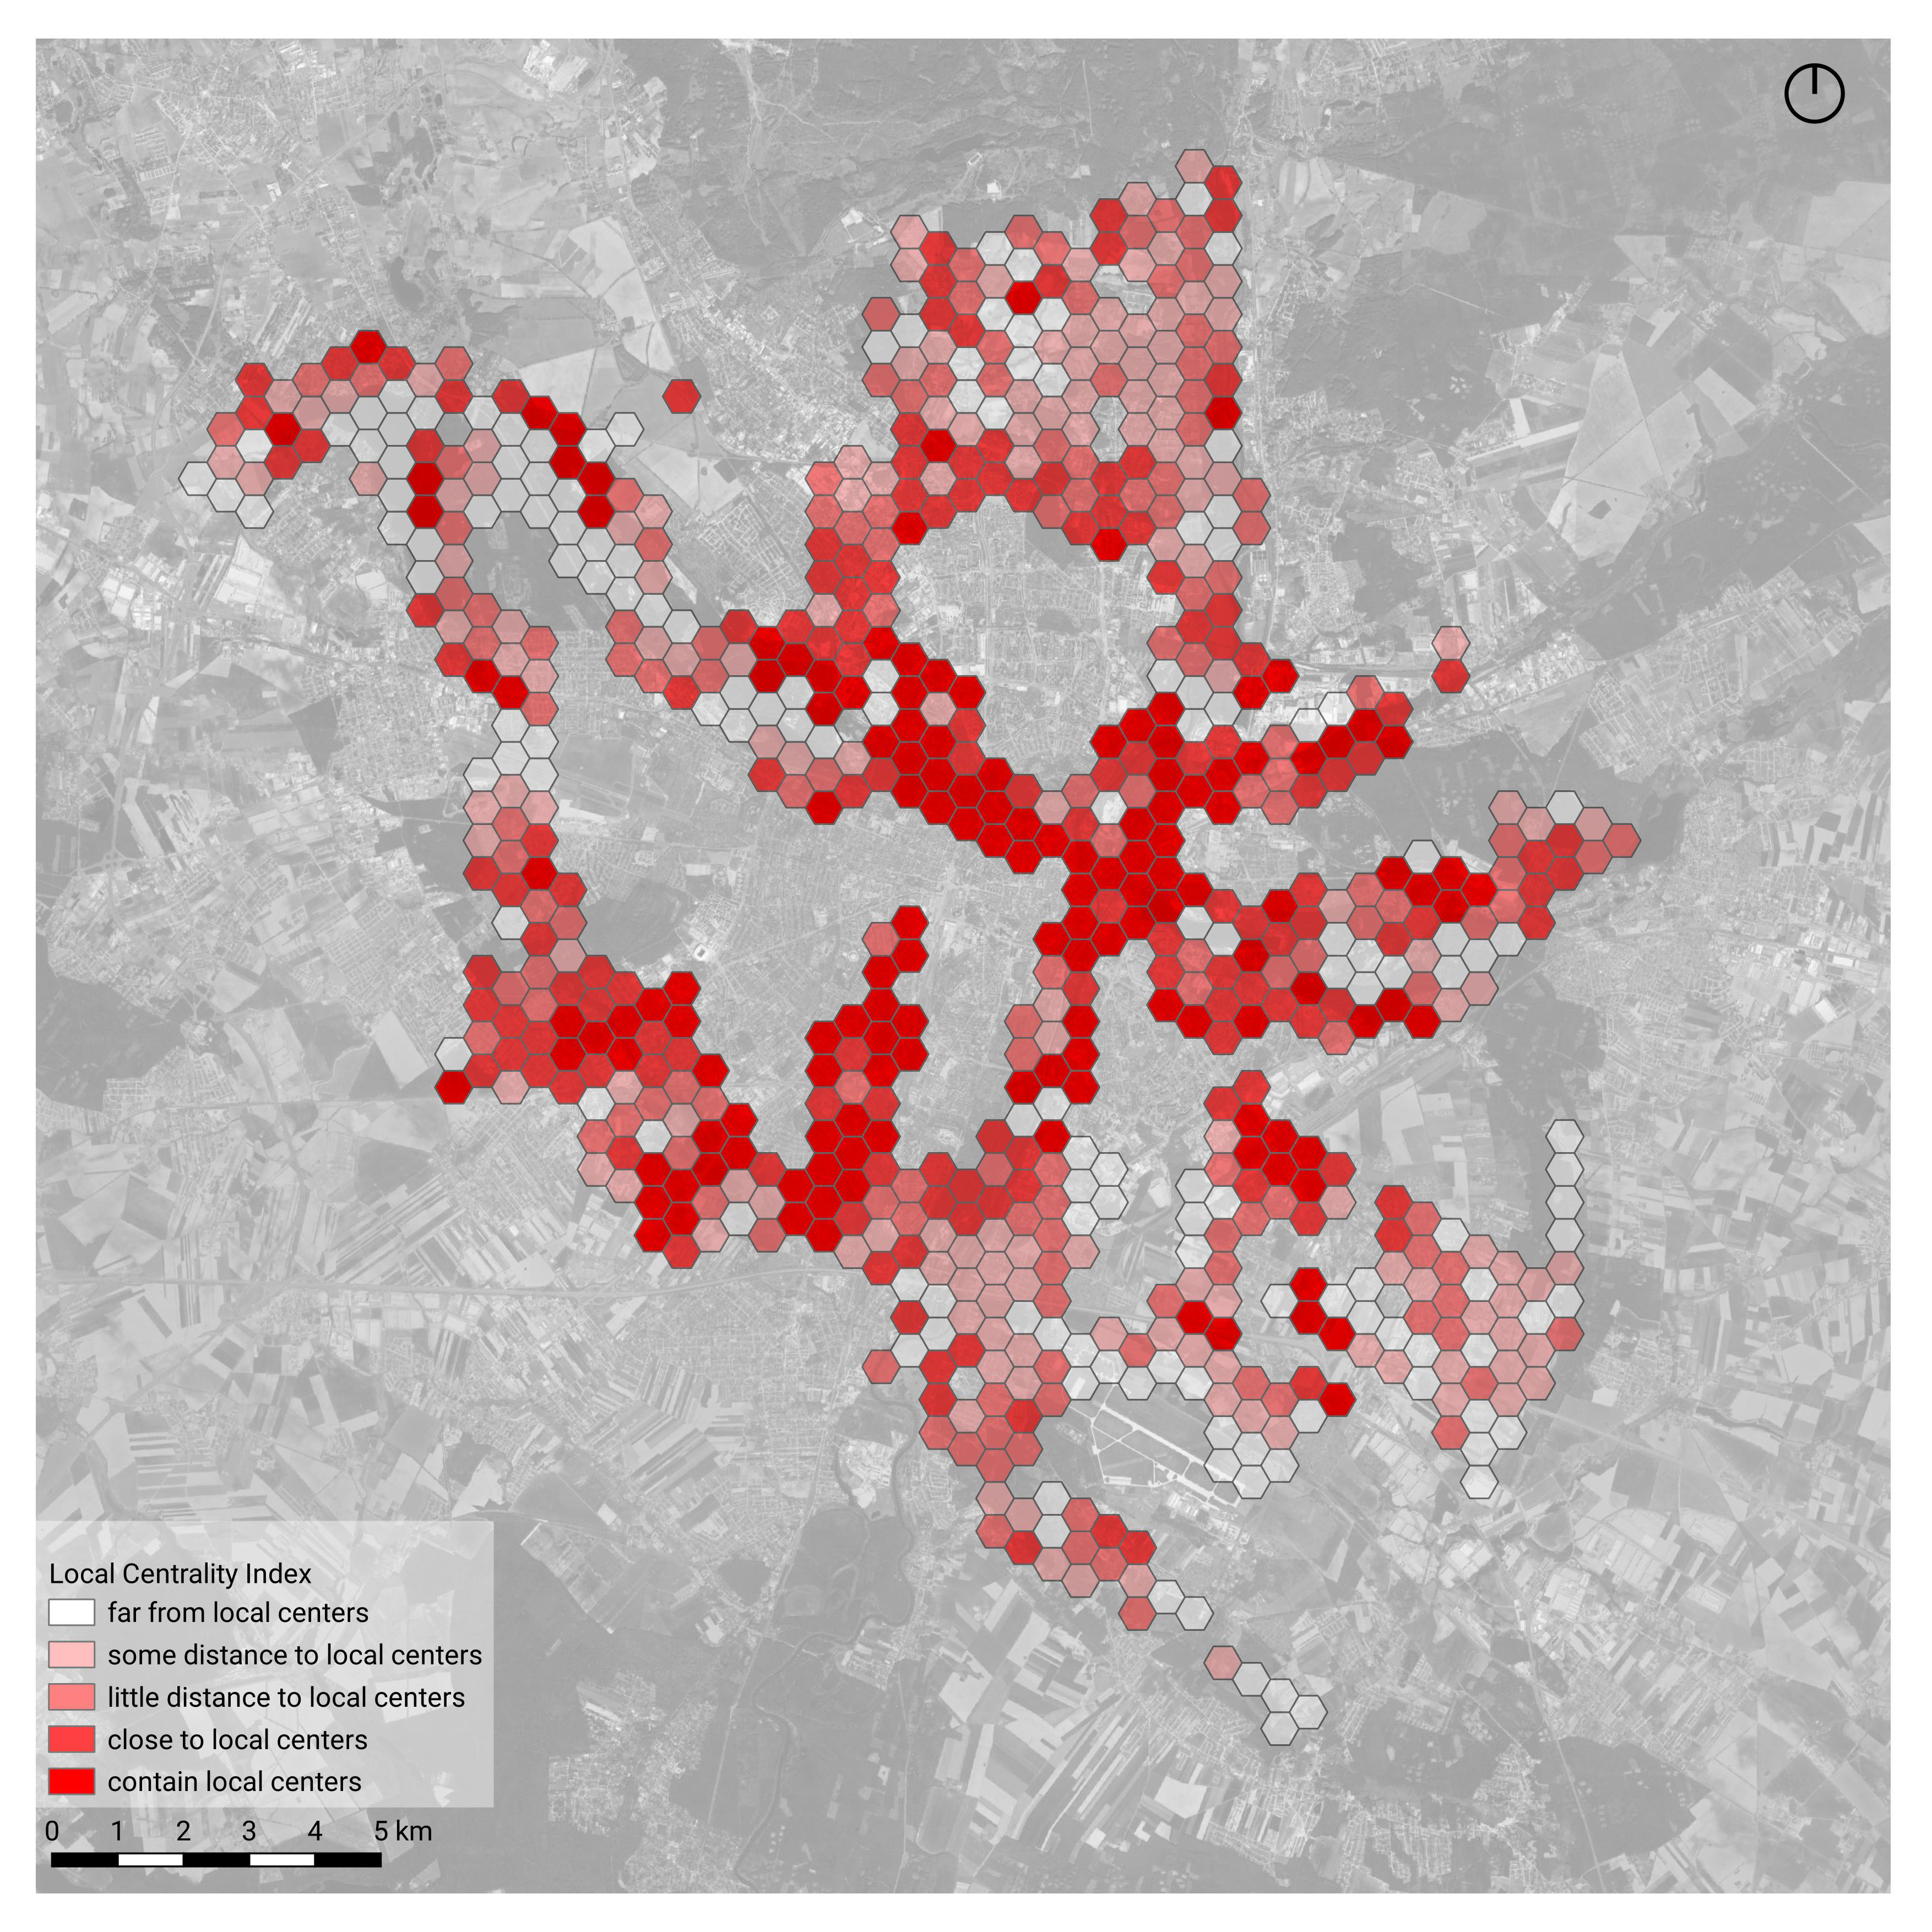 Local Centrality Index
far from local centers
some distance to local centers
little distance to local centers
close to local centers
contain local centers
0 1 2 3 4 5 km